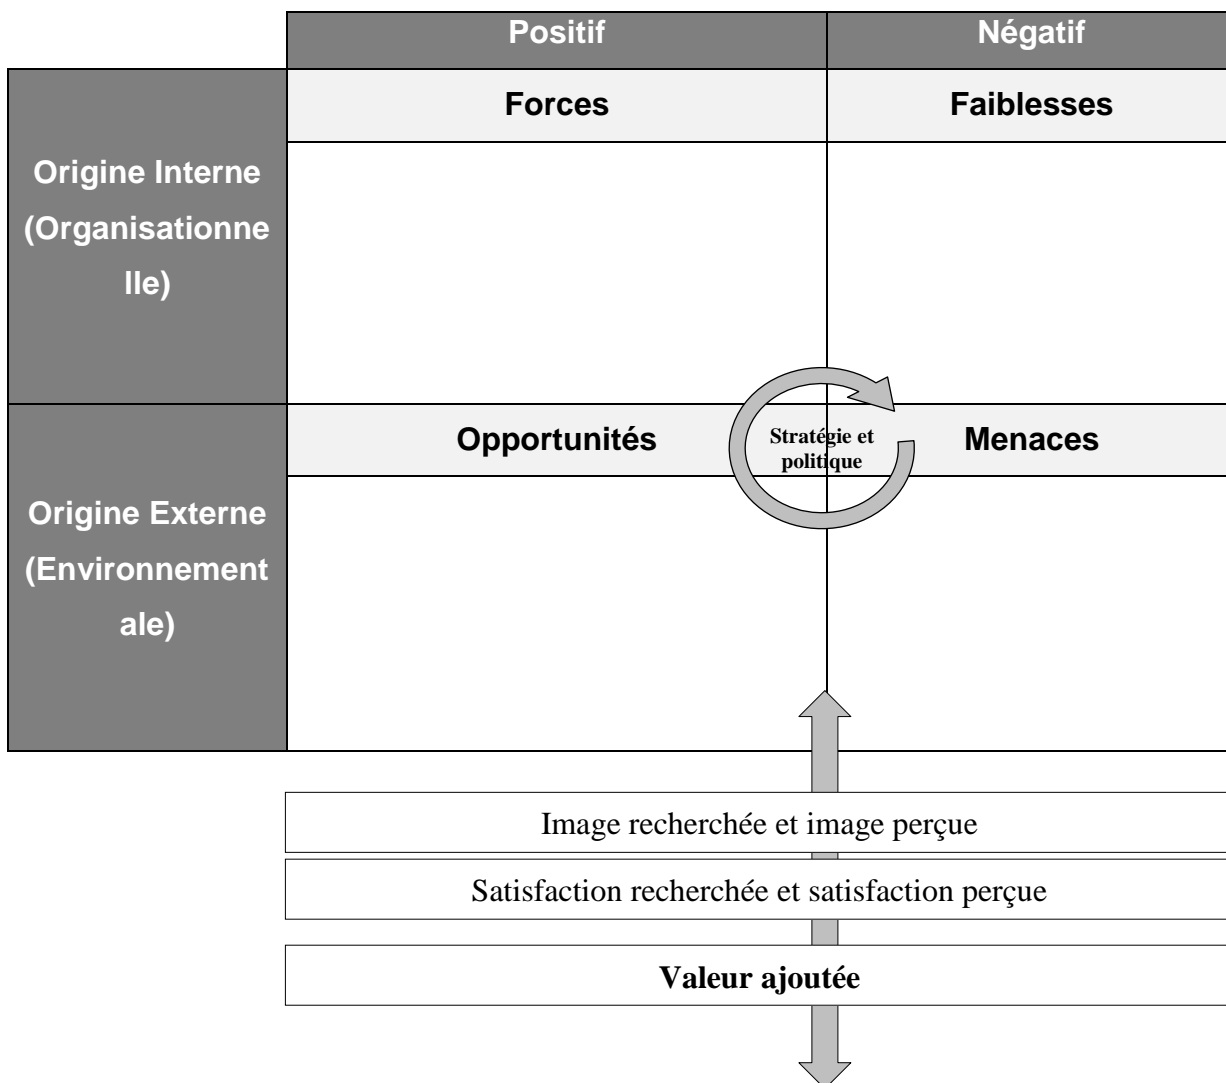 Positif
Négatif
Forces
Faiblesses
Origine Interne
(Organisationne
lle)
Opportunités
Stratégie et
politique
Menaces
Origine Externe
(Environnement
ale)
Image recherchée et image perçue
Satisfaction recherchée et satisfaction perçue
Valeur ajoutée